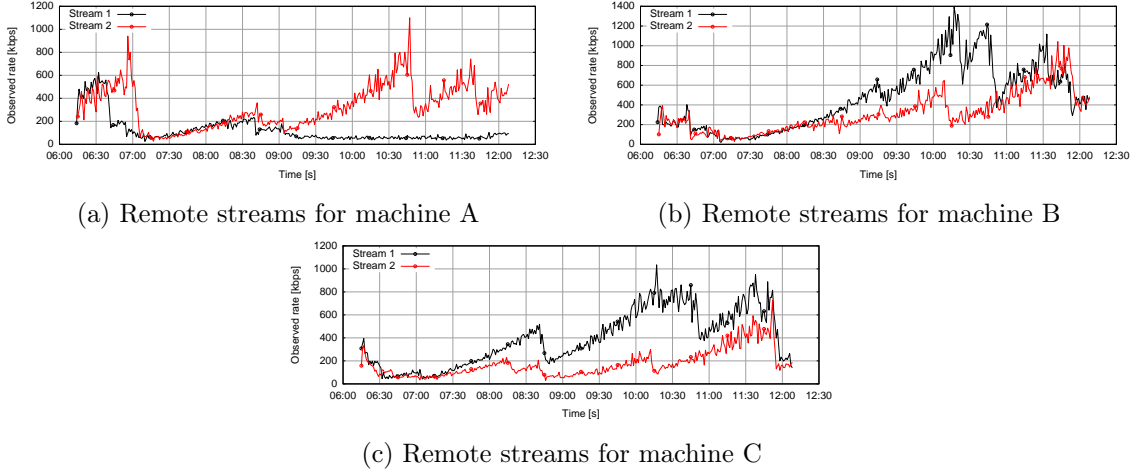 Stream 1
Stream 2
Observed rate [kbps]
1200
1000
800
600
400
200
0
06:00 06:30 07:00 07:30 08:00 08:30 09:00 09:30 10:00 10:30 11:00 11:30 12:00 12:30
Time [s]
(a) Remote streams for machine A
Stream 1
Stream 2
Observed rate [kbps]
1400
1200
1000
800
600
400
200
0
06:00 06:30 07:00 07:30 08:00 08:30 09:00 09:30 10:00 10:30 11:00 11:30 12:00 12:30
Time [s]
(b) Remote streams for machine B
Stream 1
Stream 2
Observed rate [kbps]
1200
1000
800
600
400
200
0
06:00 06:30 07:00 07:30 08:00 08:30 09:00 09:30 10:00 10:30 11:00 11:30 12:00 12:30
Time [s]
(c) Remote streams for machine C